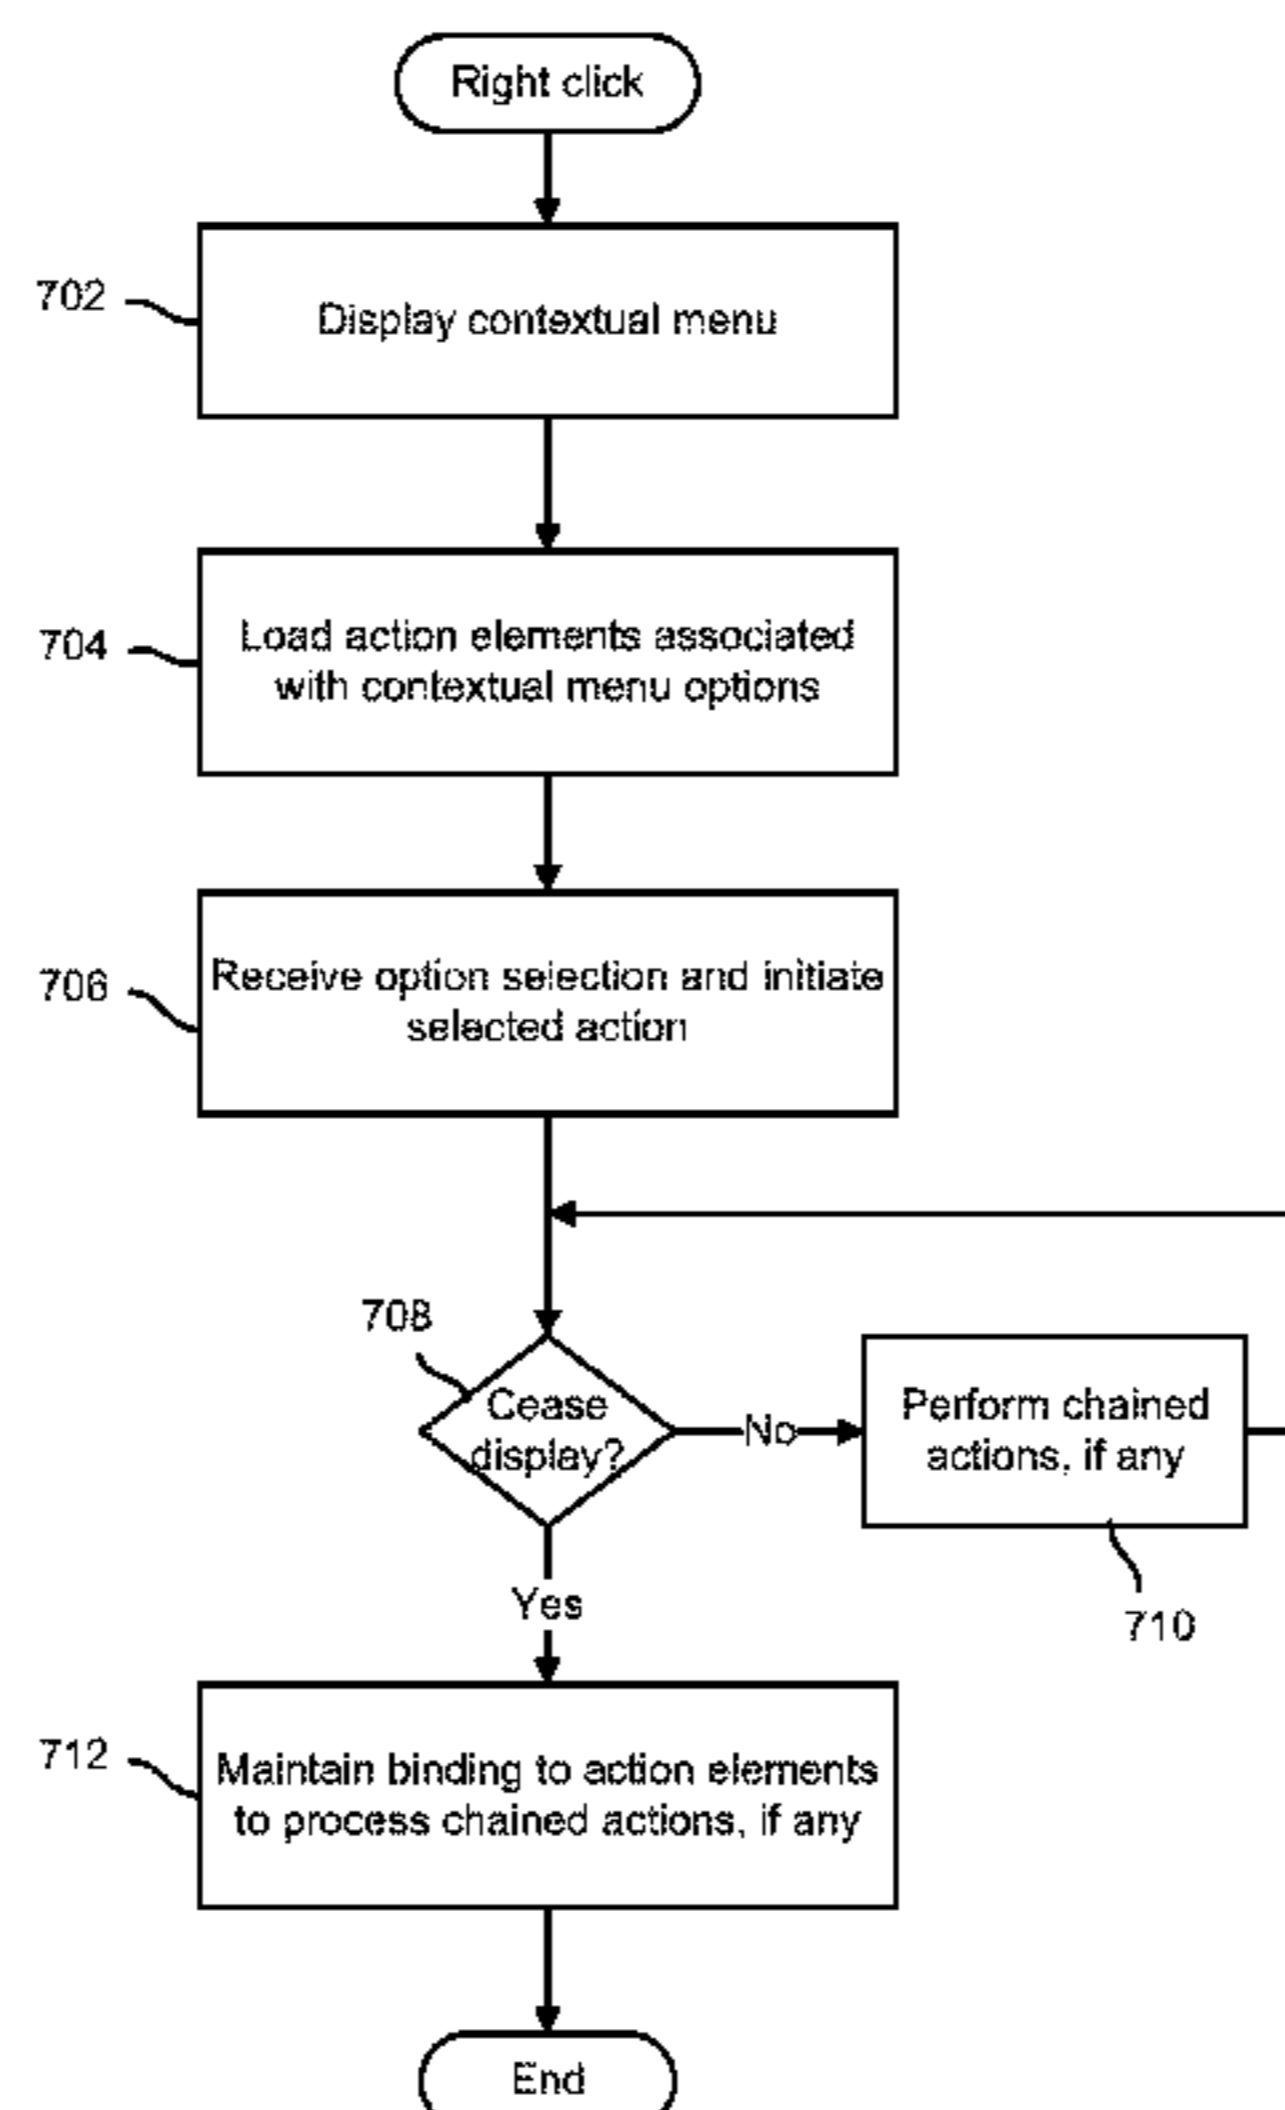 Right click
702
Display contextual menu
704
Load action elements associated
with contextual menu options
706
Receive option selection and initiate
selected action
708
Cease
display?
No
Perform chained
actions, if any
710
Yes
712
Maintain binding to action elements
to process chained actions, if any
End